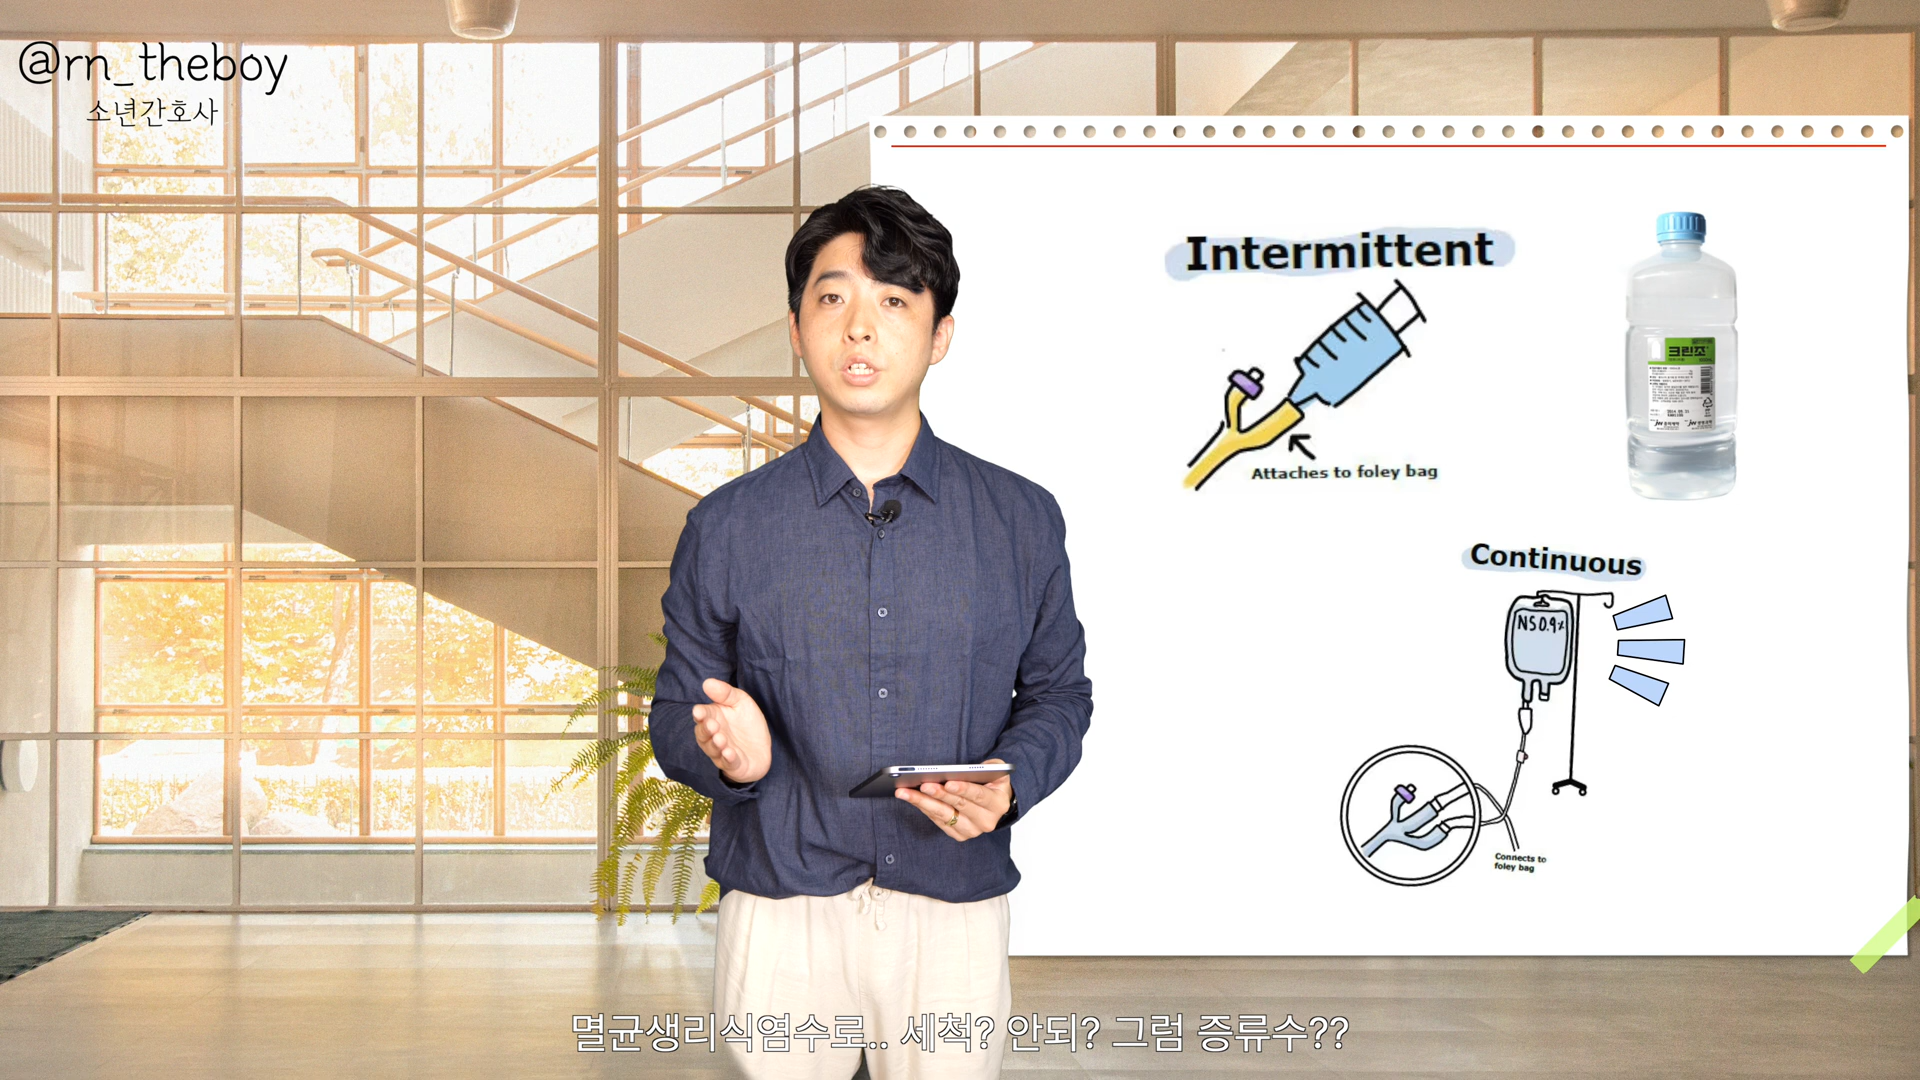 @rn_theboy
소년간호사
Intermittent
크린조
Attaches to foley bag
Continuous
NS 0.9%
Connects to
foley bag
멸균생리식염수로.. 세척? 안되? 그럼 증류수??